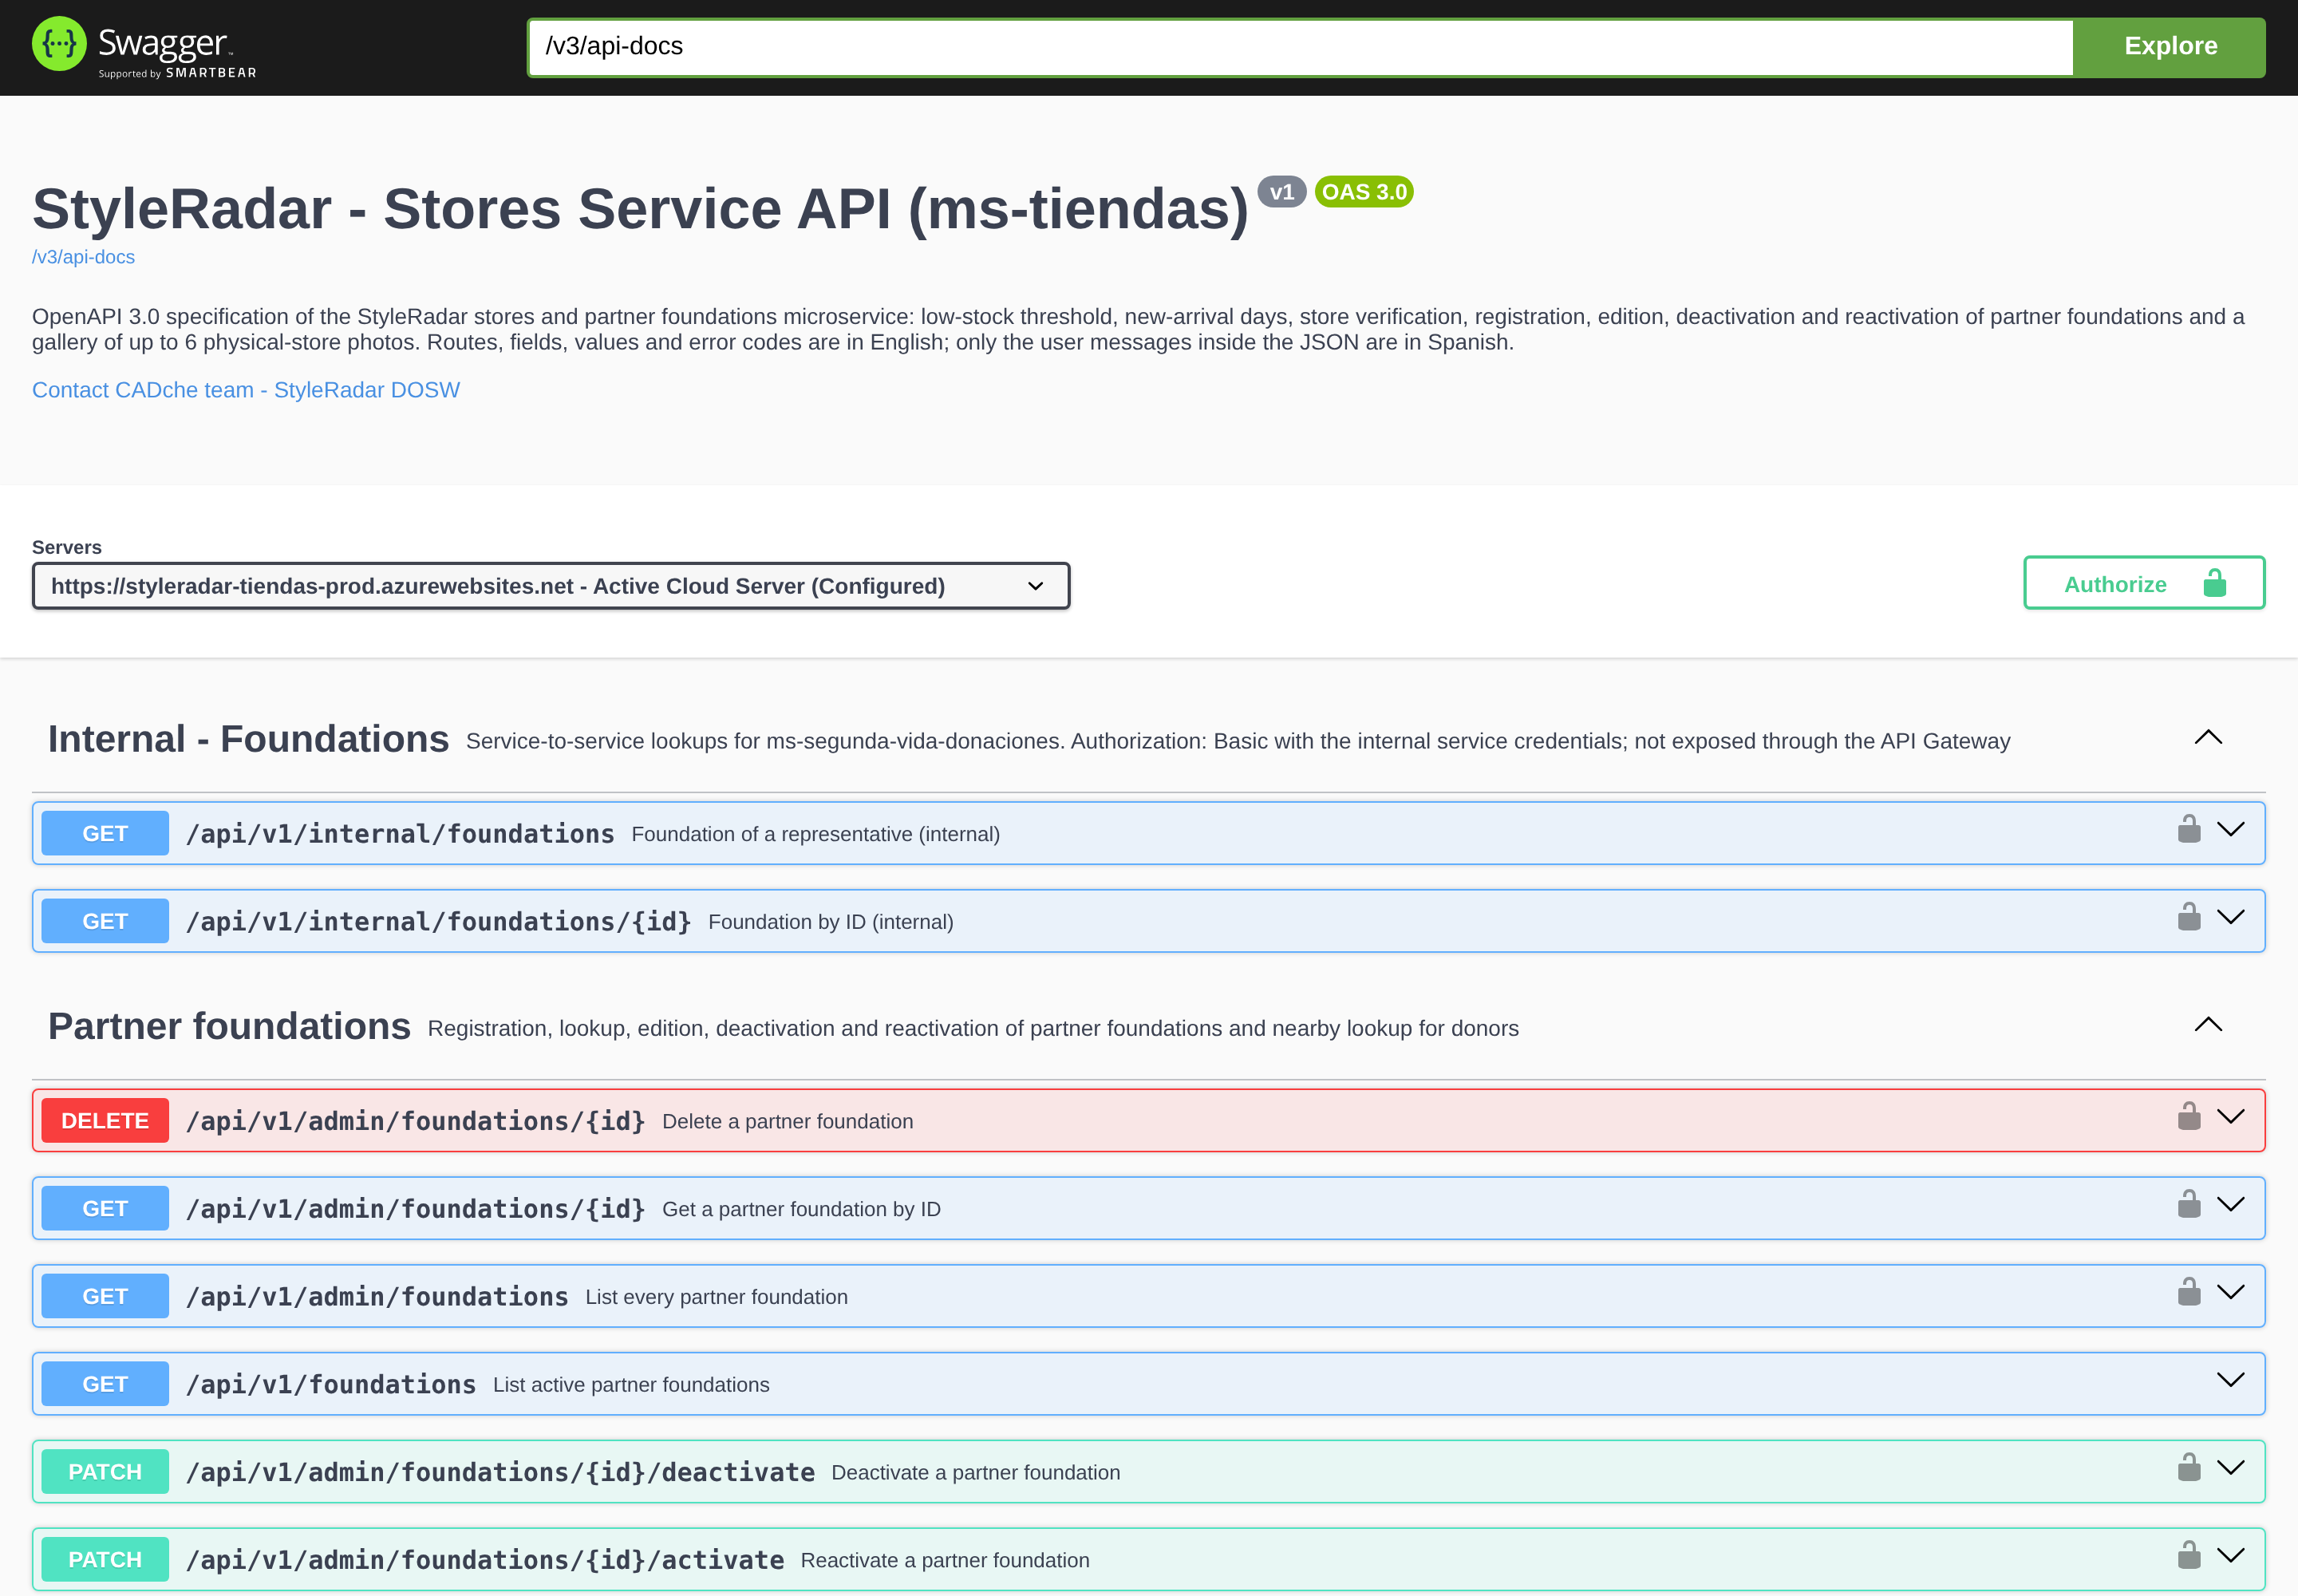 Swagger
Supported by SMARTBEAR
/v3/api-docs
Explore
StyleRadar - Stores Service API (ms-tiendas) v1 OAS 3.0
/v3/api-docs
OpenAPI 3.0 specification of the StyleRadar stores and partner foundations microservice: low-stock threshold, new-arrival days, store verification, registration, edition, deactivation and reactivation of partner foundations and a
gallery of up to 6 physical-store photos. Routes, fields, values and error codes are in English; only the user messages inside the JSON are in Spanish.
Contact CADche team - StyleRadar DOSW
Servers
https://styleradar-tiendas-prod.azurewebsites.net - Active Cloud Server (Configured)
Authorize
Internal - Foundations Service-to-service lookups for ms-segunda-vida-donaciones. Authorization: Basic with the internal service credentials; not exposed through the API Gateway
GET /api/v1/internal/foundations Foundation of a representative (internal)
GET /api/v1/internal/foundations/{id} Foundation by ID (internal)
Partner foundations Registration, lookup, edition, deactivation and reactivation of partner foundations and nearby lookup for donors
DELETE /api/v1/admin/foundations/{id} Delete a partner foundation
GET /api/v1/admin/foundations/{id} Get a partner foundation by ID
GET /api/v1/admin/foundations List every partner foundation
GET /api/v1/foundations List active partner foundations
PATCH /api/v1/admin/foundations/{id}/deactivate Deactivate a partner foundation
PATCH /api/v1/admin/foundations/{id}/activate Reactivate a partner foundation